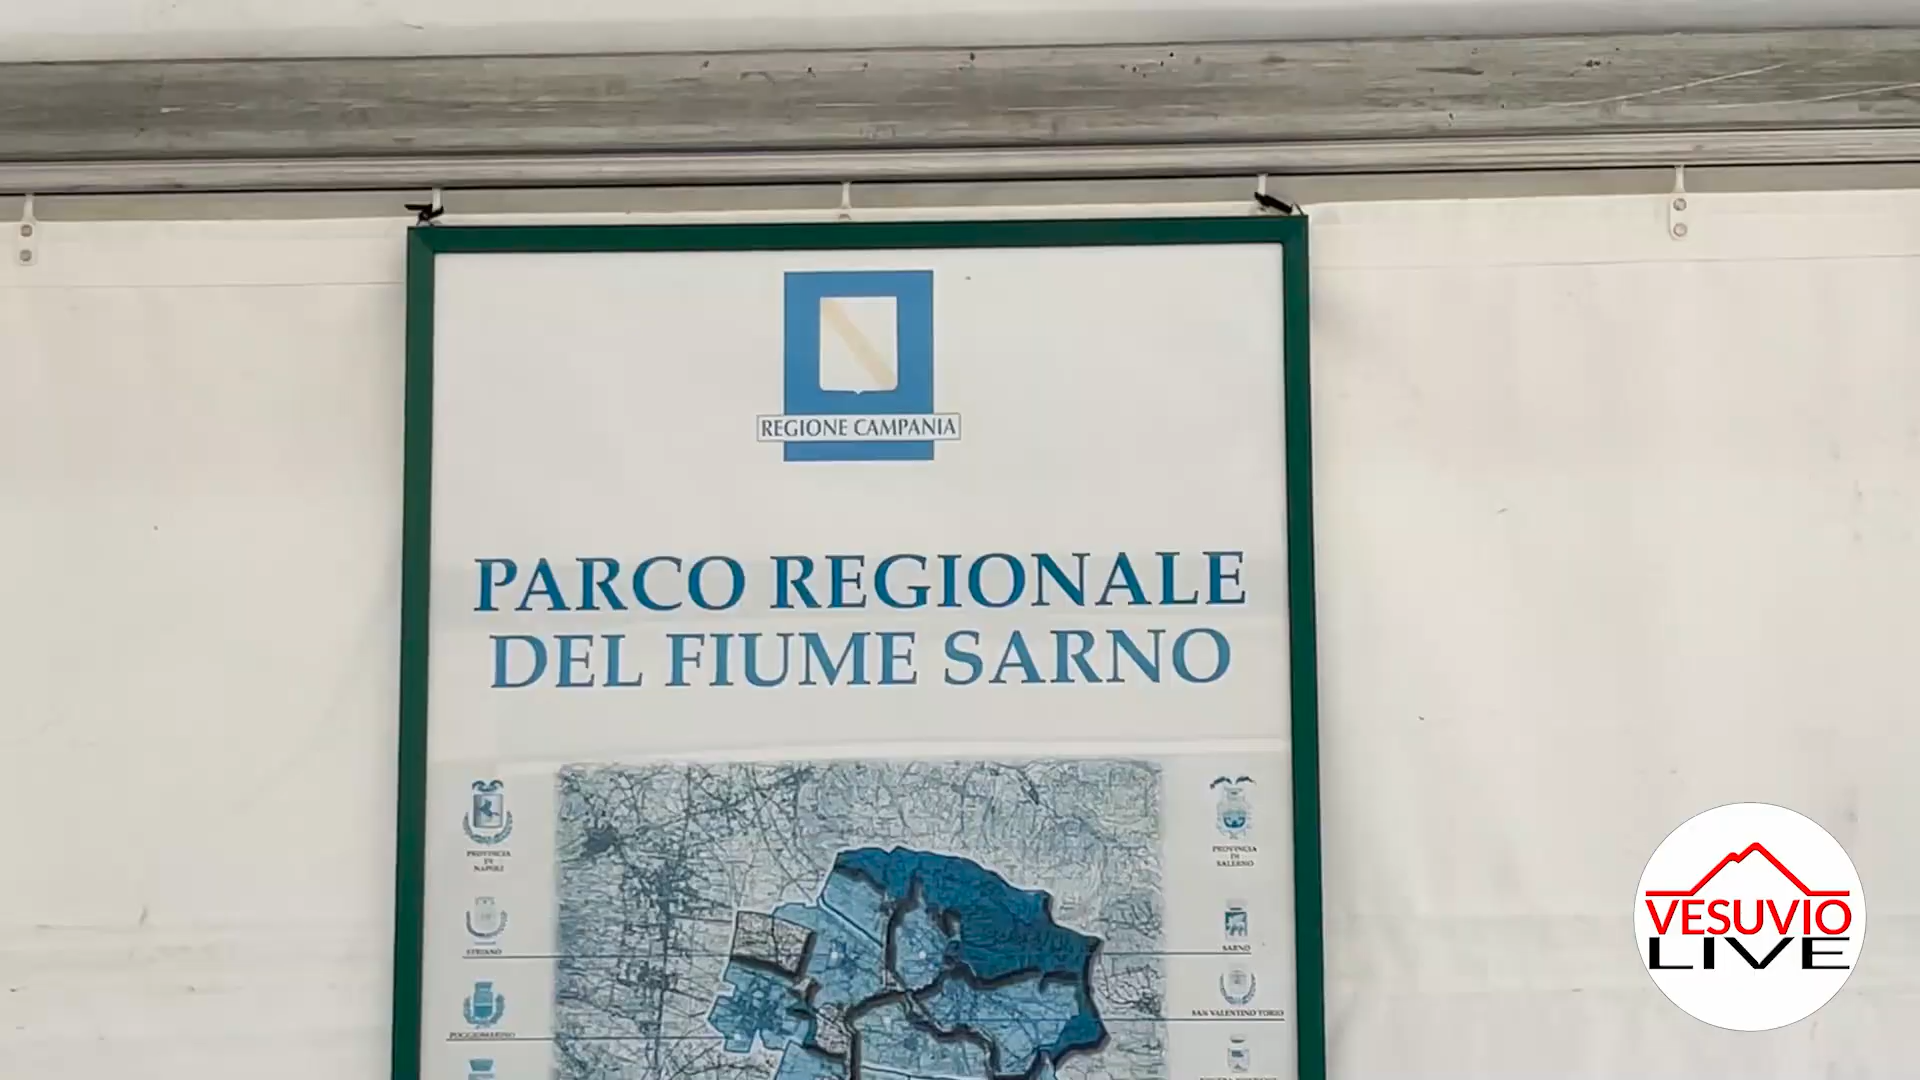 REGIONE CAMPANIA
PARCO REGIONALE
DEL FIUME SARNO
PROVINCIA
DI
NAPOLI
PROVINCIA
DI
SALERNO
STRIANO
SARNO
POGGIOMARINO
SAN VALENTINO TORIO
VESUVIO
LIVE